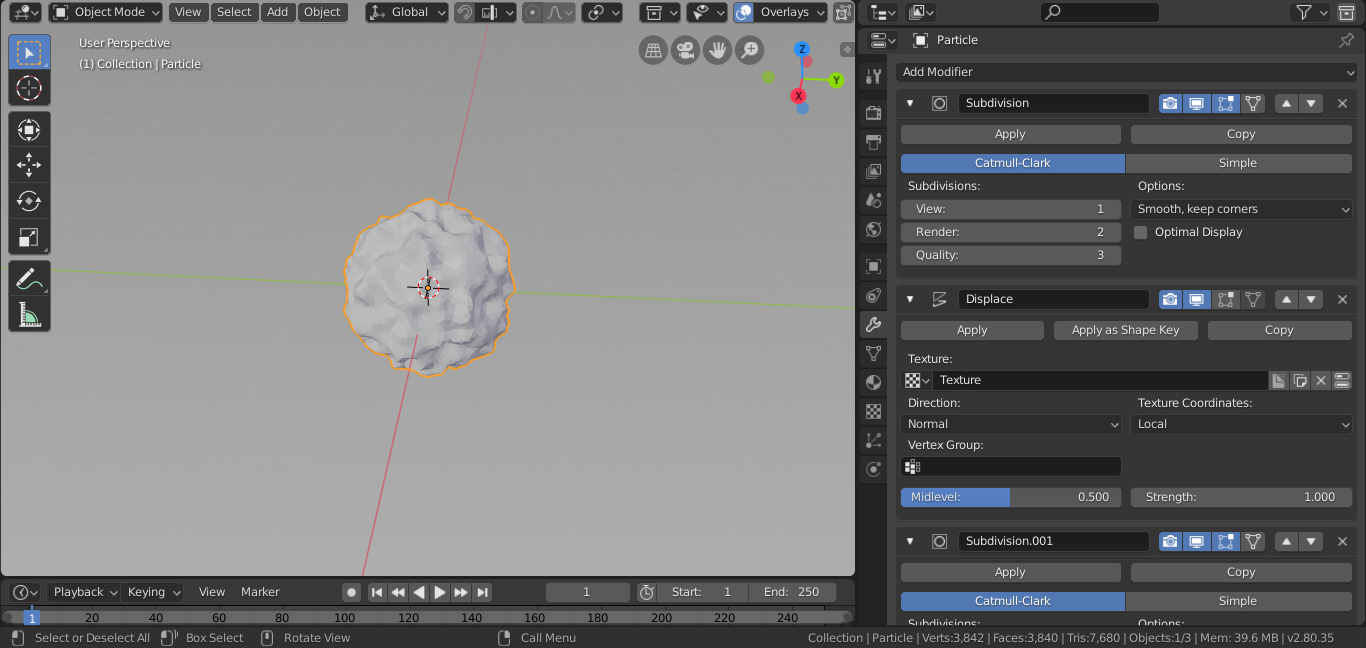 Object Mode View Select Add Object Global Overlays
User Perspective
(1) Collection | Particle
Z
Y
X
Particle
Add Modifier
Subdivision
Apply Copy
Catmull-Clark Simple
Subdivisions: Options:
View: 1 Smooth, keep corners
Render: 2 Optimal Display
Quality: 3
Displace
Apply Apply as Shape Key Copy
Texture:
Texture
Direction: Texture Coordinates:
Normal Local
Vertex Group:
Midlevel: 0.500 Strength: 1.000
Subdivision.001
Apply Copy
Catmull-Clark Simple
Subdivisions: Options:
Playback Keying View Marker 1 Start: 1 End: 250
1 20 40 60 80 100 120 140 160 180 200 220 240
Select or Deselect All Box Select Rotate View Call Menu Collection | Particle | Verts:3,842 | Faces:3,840 | Tris:7,680 | Objects:1/3 | Mem: 39.6 MB | v2.80.35